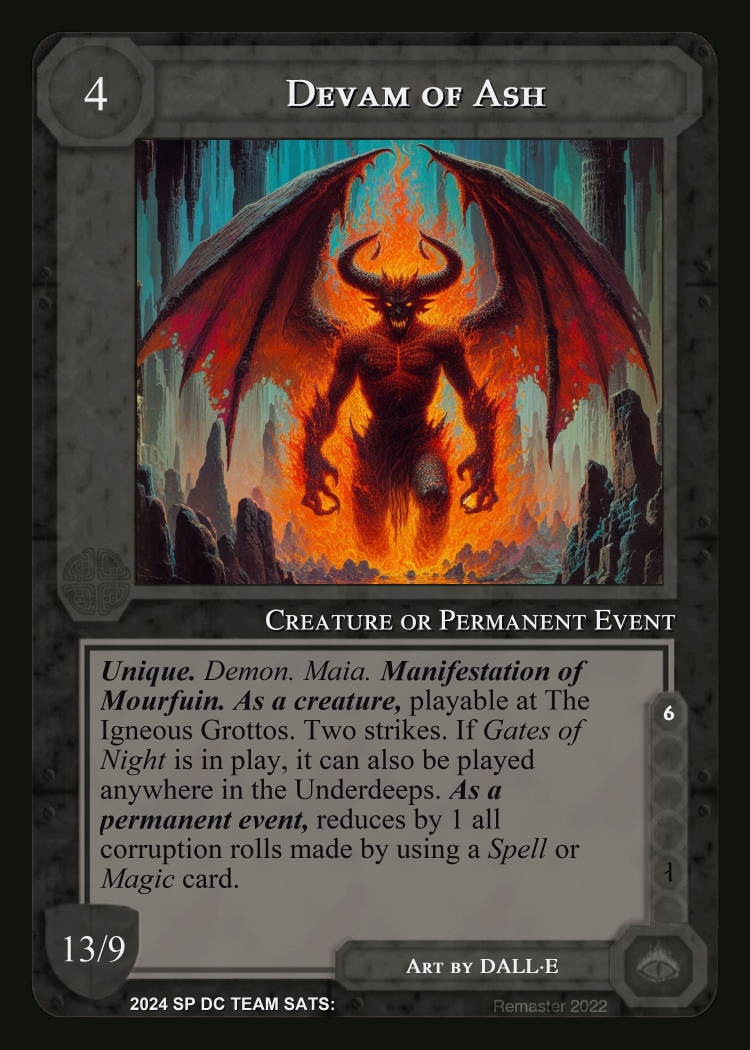 4
Devam of Ash
Creature or Permanent Event
Unique. Demon. Maia. Manifestation of
Mourfuin. As a creature, playable at The
Igneous Grottos. Two strikes. If Gates of
Night is in play, it can also be played
anywhere in the Underdeeps. As a
permanent event, reduces by 1 all
corruption rolls made by using a Spell or
Magic card.
6
13/9
Art by DALL·E
2024 SP DC TEAM SATS:
Remaster 2022